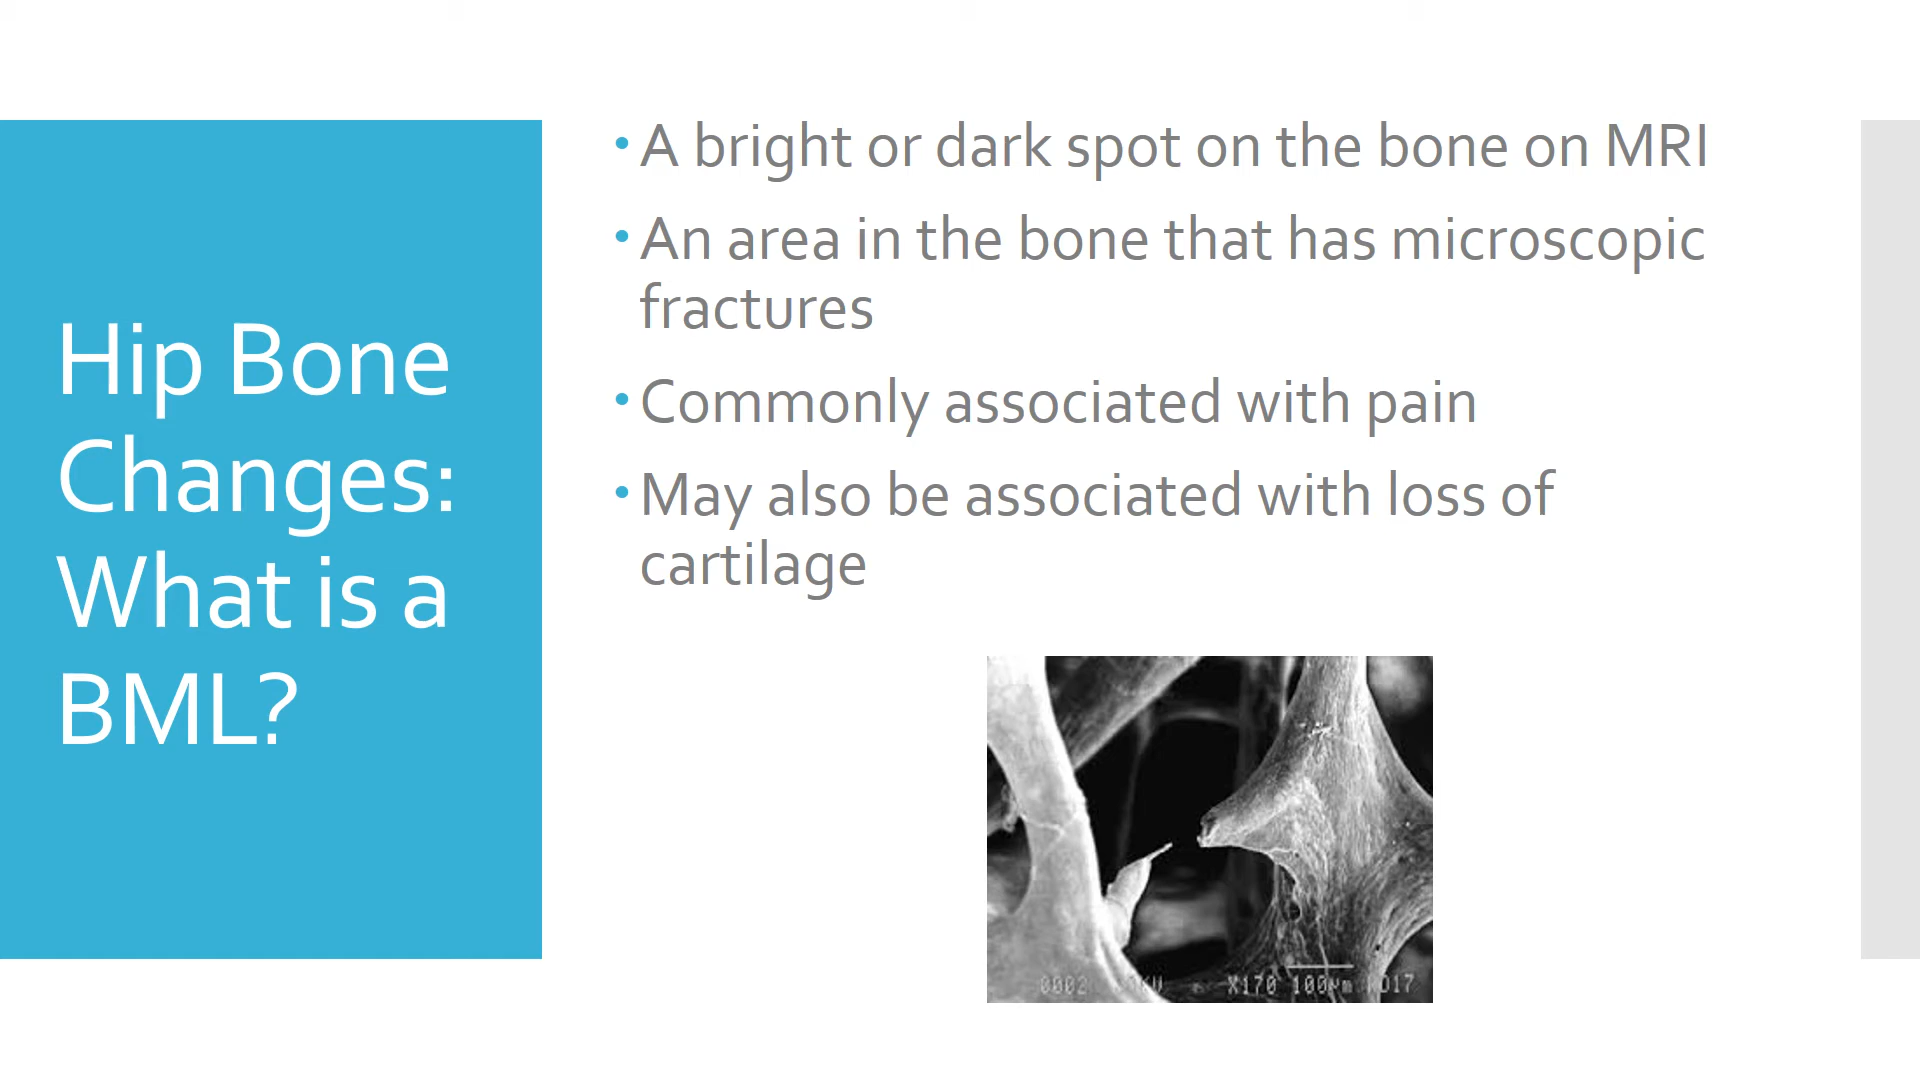 Hip Bone
Changes:
What is a
BML?
• A bright or dark spot on the bone on MRI
• An area in the bone that has microscopic
fractures
• Commonly associated with pain
• May also be associated with loss of
cartilage
0002 X170 100µm D17